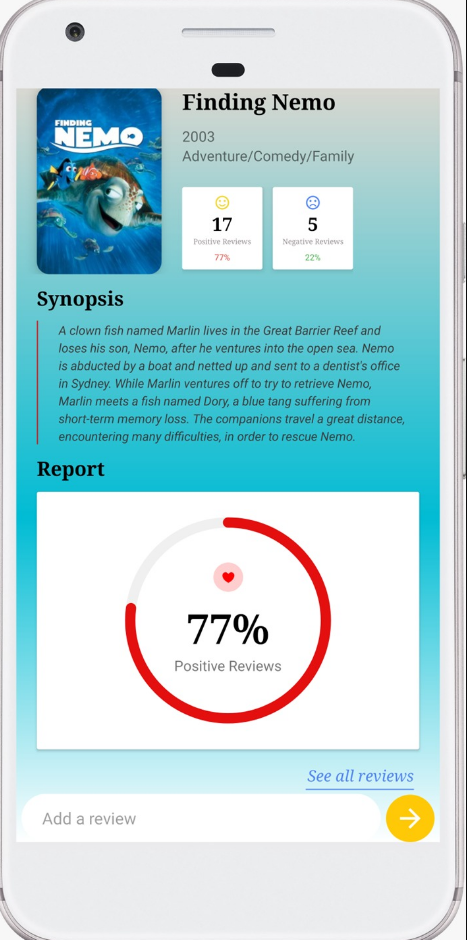 FINDING
NEMO
Finding Nemo
2003
Adventure/Comedy/Family
17
Positive Reviews
77%
5
Negative Reviews
22%
Synopsis
A clown fish named Marlin lives in the Great Barrier Reef and
loses his son, Nemo, after he ventures into the open sea. Nemo
is abducted by a boat and netted up and sent to a dentist's office
in Sydney. While Marlin ventures off to try to retrieve Nemo,
Marlin meets a fish named Dory, a blue tang suffering from
short-term memory loss. The companions travel a great distance,
encountering many difficulties, in order to rescue Nemo.
Report
77%
Positive Reviews
See all reviews
Add a review